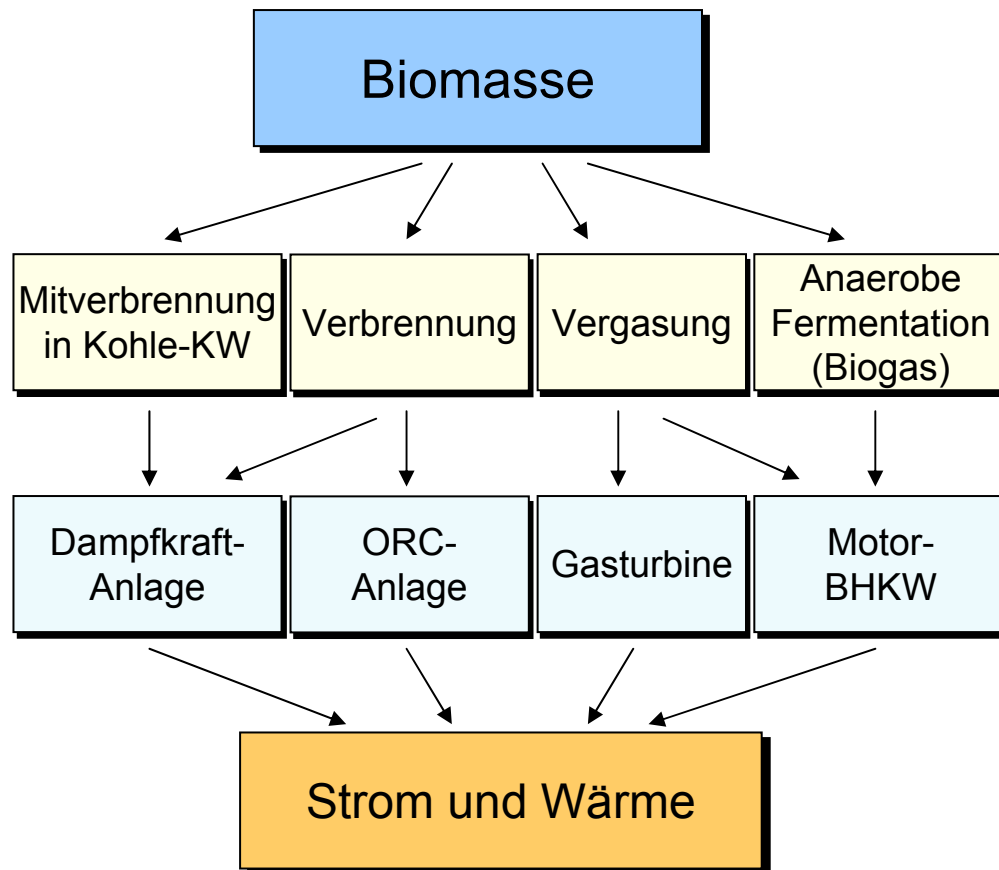 Biomasse
Mitverbrennung
in Kohle-KW
Verbrennung
Vergasung
Anaerobe
Fermentation
(Biogas)
Dampfkraft-
Anlage
ORC-
Anlage
Gasturbine
Motor-
BHKW
Strom und Wärme